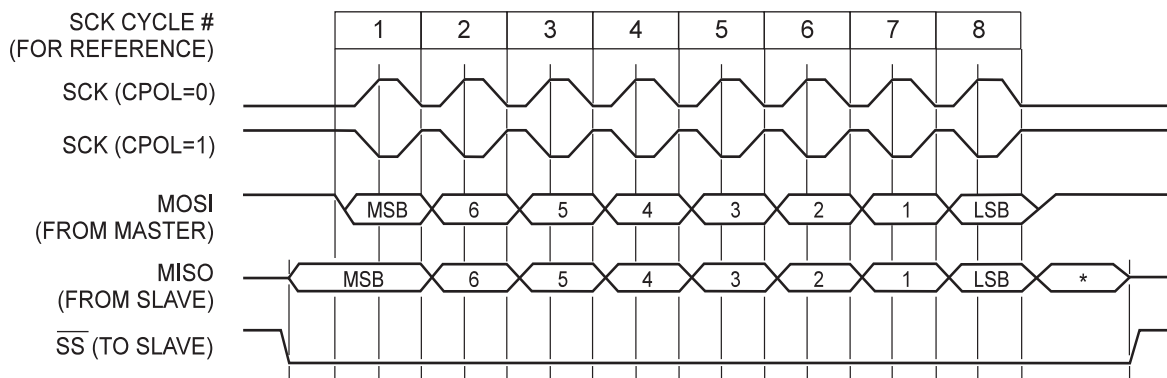 SCK CYCLE #
(FOR REFERENCE)
1 2 3 4 5 6 7 8
SCK (CPOL=0)
SCK (CPOL=1)
MOSI
(FROM MASTER)
MSB 6 5 4 3 2 1 LSB
MISO
(FROM SLAVE)
MSB 6 5 4 3 2 1 LSB *
SS (TO SLAVE)